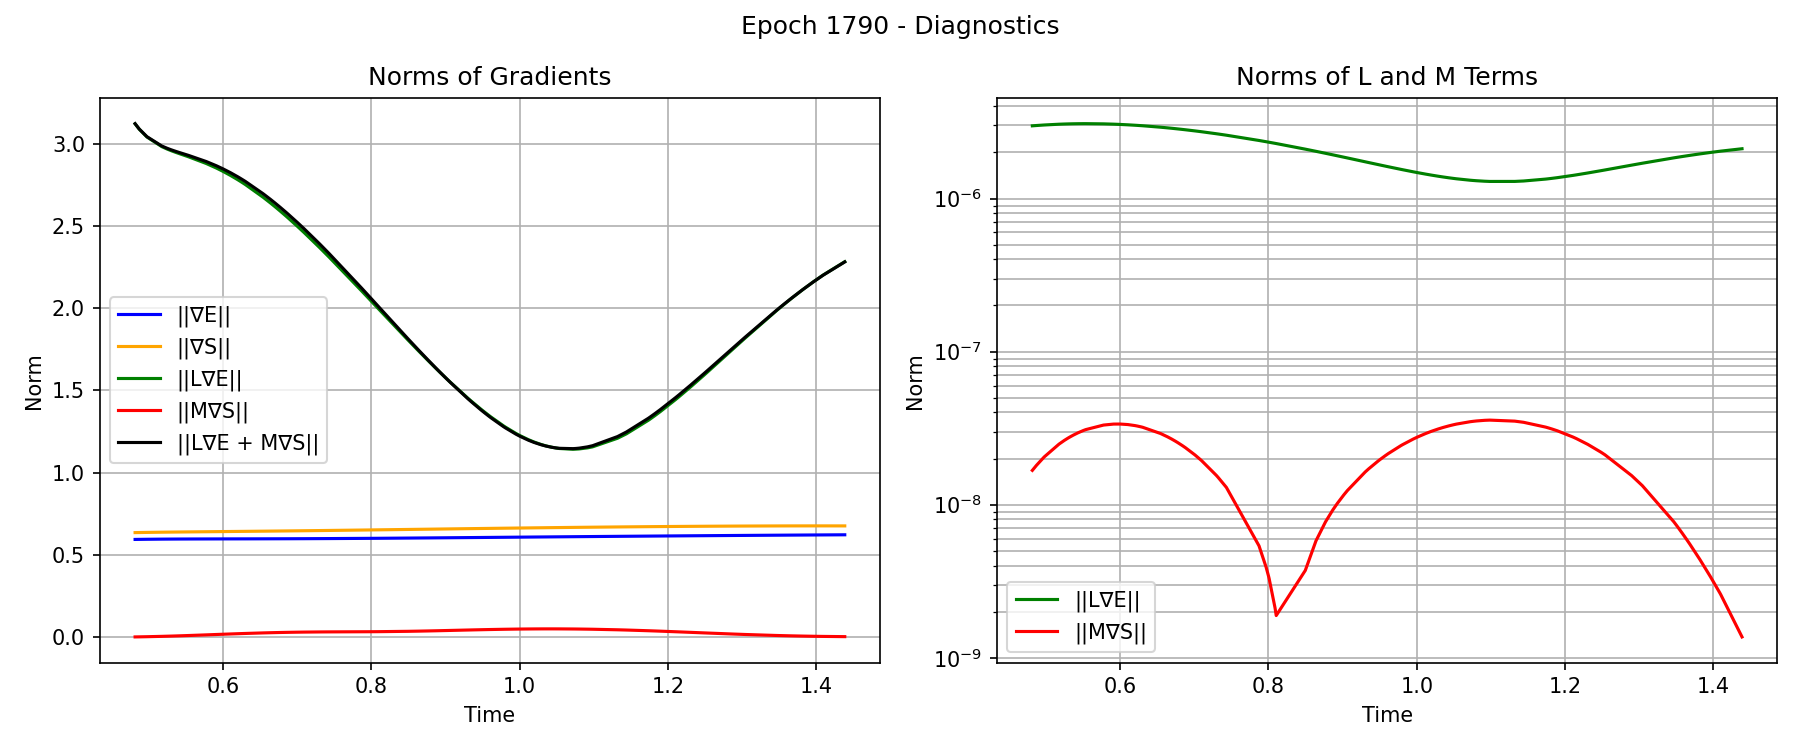 Epoch 1790 - Diagnostics
Norms of Gradients
Norm
3.0
2.5
2.0
1.5
1.0
0.5
0.0
||∇E||
||∇S||
||L∇E||
||M∇S||
||L∇E + M∇S||
0.6 0.8 1.0 1.2 1.4
Time
Norms of L and M Terms
Norm
10⁻⁶
10⁻⁷
10⁻⁸
10⁻⁹
||L∇E||
||M∇S||
0.6 0.8 1.0 1.2 1.4
Time